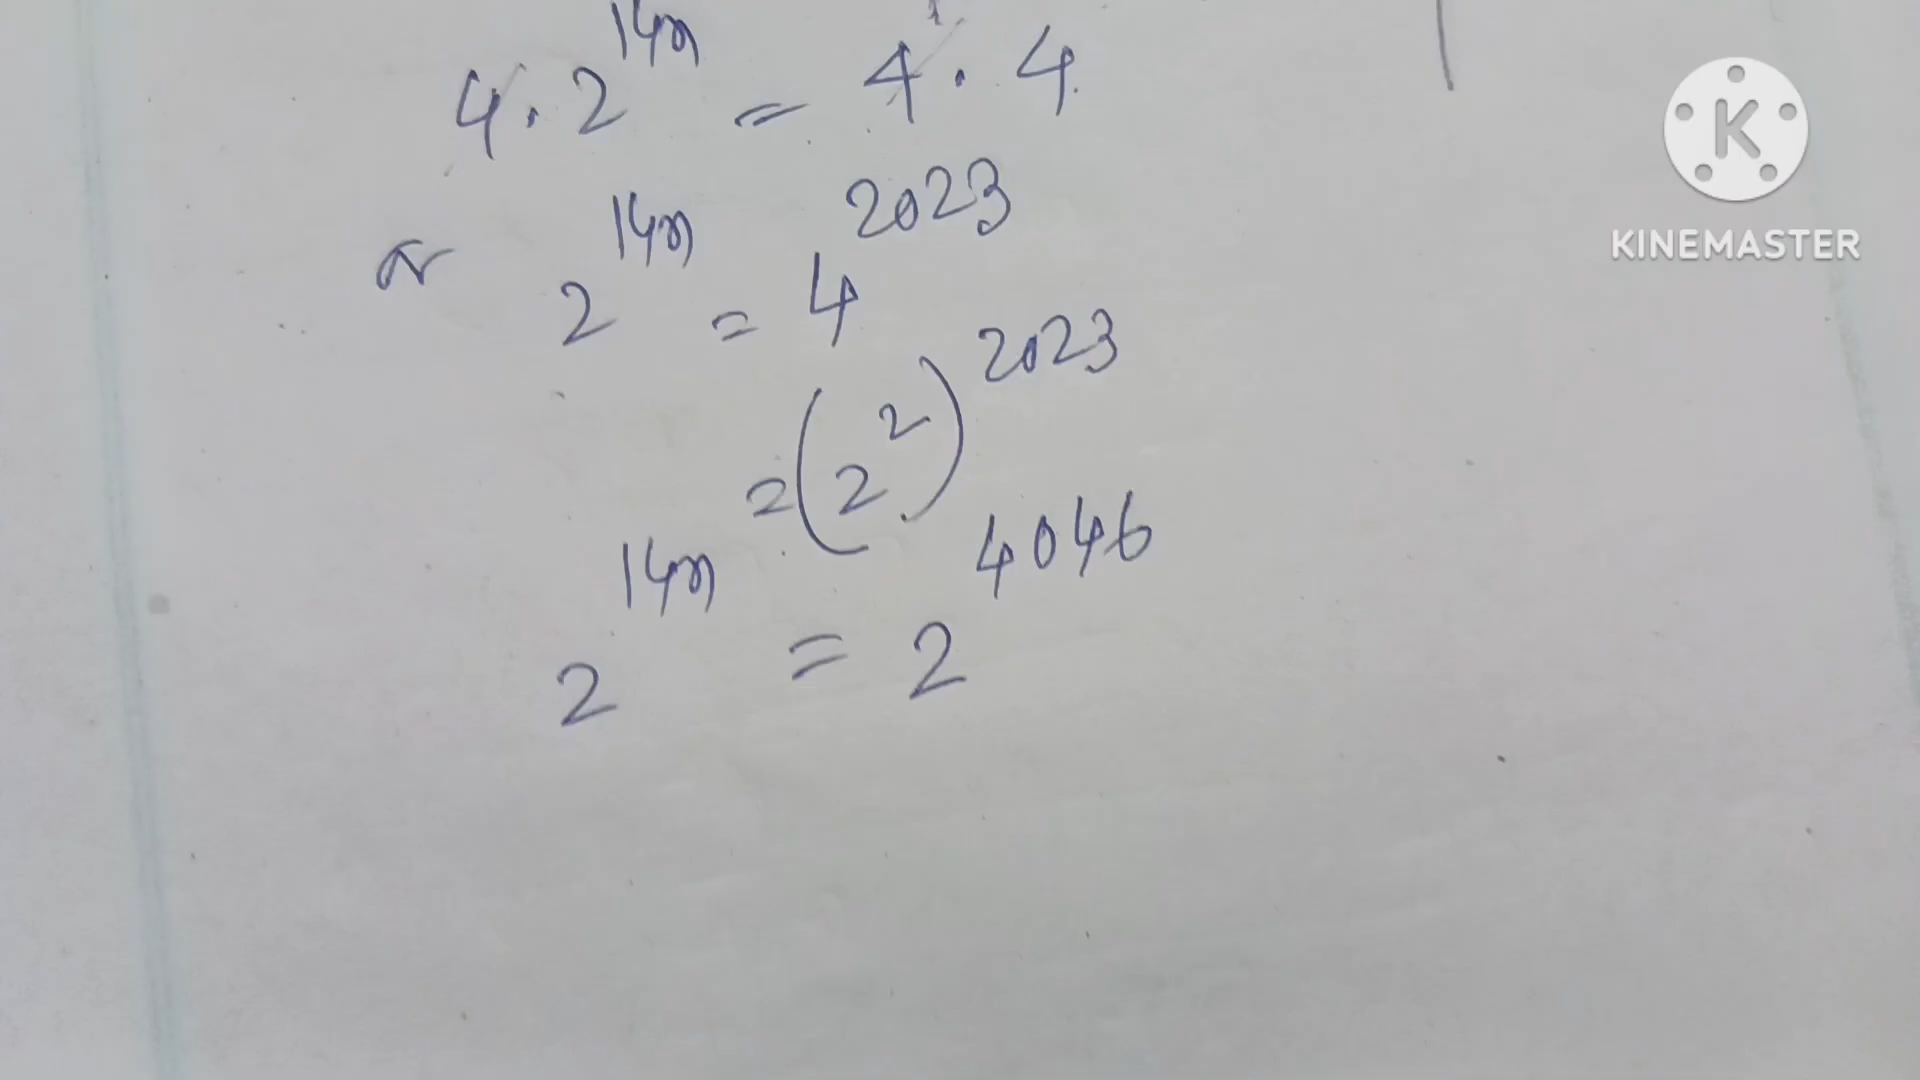 4·2^{14n} = 4·4
or 2^{14n} = 4^{2023}
=(2^2)^{2023}
2^{14n} = 2^{4046}
K
KINEMASTER